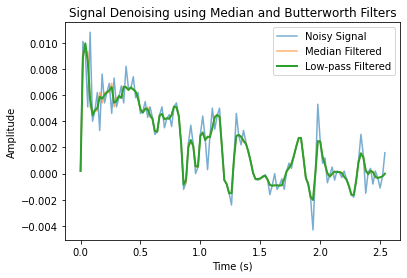 Signal Denoising using Median and Butterworth Filters
Noisy Signal
Median Filtered
Low-pass Filtered
Amplitude
0.010
0.008
0.006
0.004
0.002
0.000
−0.002
−0.004
0.0 0.5 1.0 1.5 2.0 2.5
Time (s)